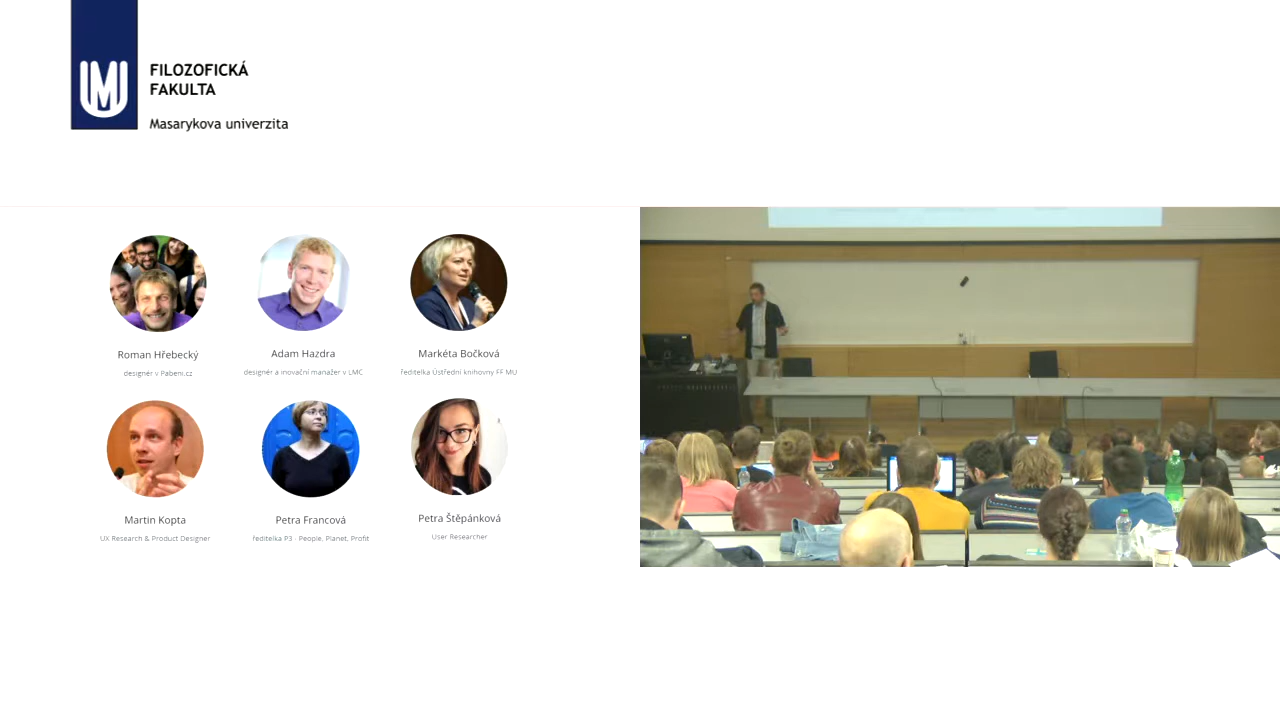 FILOZOFICKÁ
FAKULTA
Masarykova univerzita
Roman Hřebecký
designér v Pabeni.cz
Adam Hazdra
designér a inovační manažer v LMC
Markéta Bočková
ředitelka Ústřední knihovny FF MU
Martin Kopta
UX Research & Product Designer
Petra Francová
ředitelka P3 - People, Planet, Profit
Petra Štěpánková
User Researcher